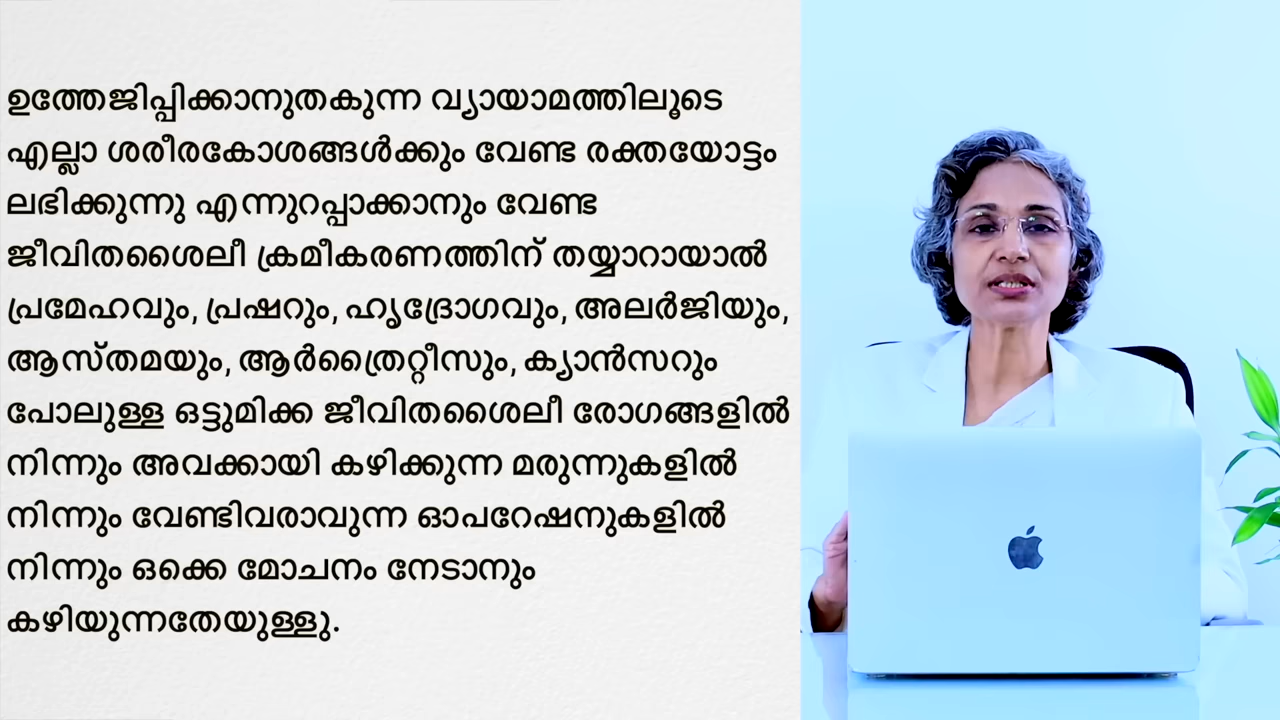 ഉത്തേജിപ്പിക്കാനുതകുന്ന വ്യായാമത്തിലൂടെ
എല്ലാ ശരീരകോശങ്ങൾക്കും വേണ്ട രക്തയോട്ടം
ലഭിക്കുന്നു എന്നുറപ്പാക്കാനും വേണ്ട
ജീവിതശൈലീ ക്രമീകരണത്തിന് തയ്യാറായാൽ
പ്രമേഹവും, പ്രഷറും, ഹൃദ്രോഗവും, അലർജിയും,
ആസ്തമയും, ആർത്രൈറ്റീസും, ക്യാൻസറും
പോലുള്ള ഒട്ടുമിക്ക ജീവിതശൈലീ രോഗങ്ങളിൽ
നിന്നും അവക്കായി കഴിക്കുന്ന മരുന്നുകളിൽ
നിന്നും വേണ്ടിവരാവുന്ന ഓപറേഷനുകളിൽ
നിന്നും ഒക്കെ മോചനം നേടാനും
കഴിയുന്നതേയുള്ളു.